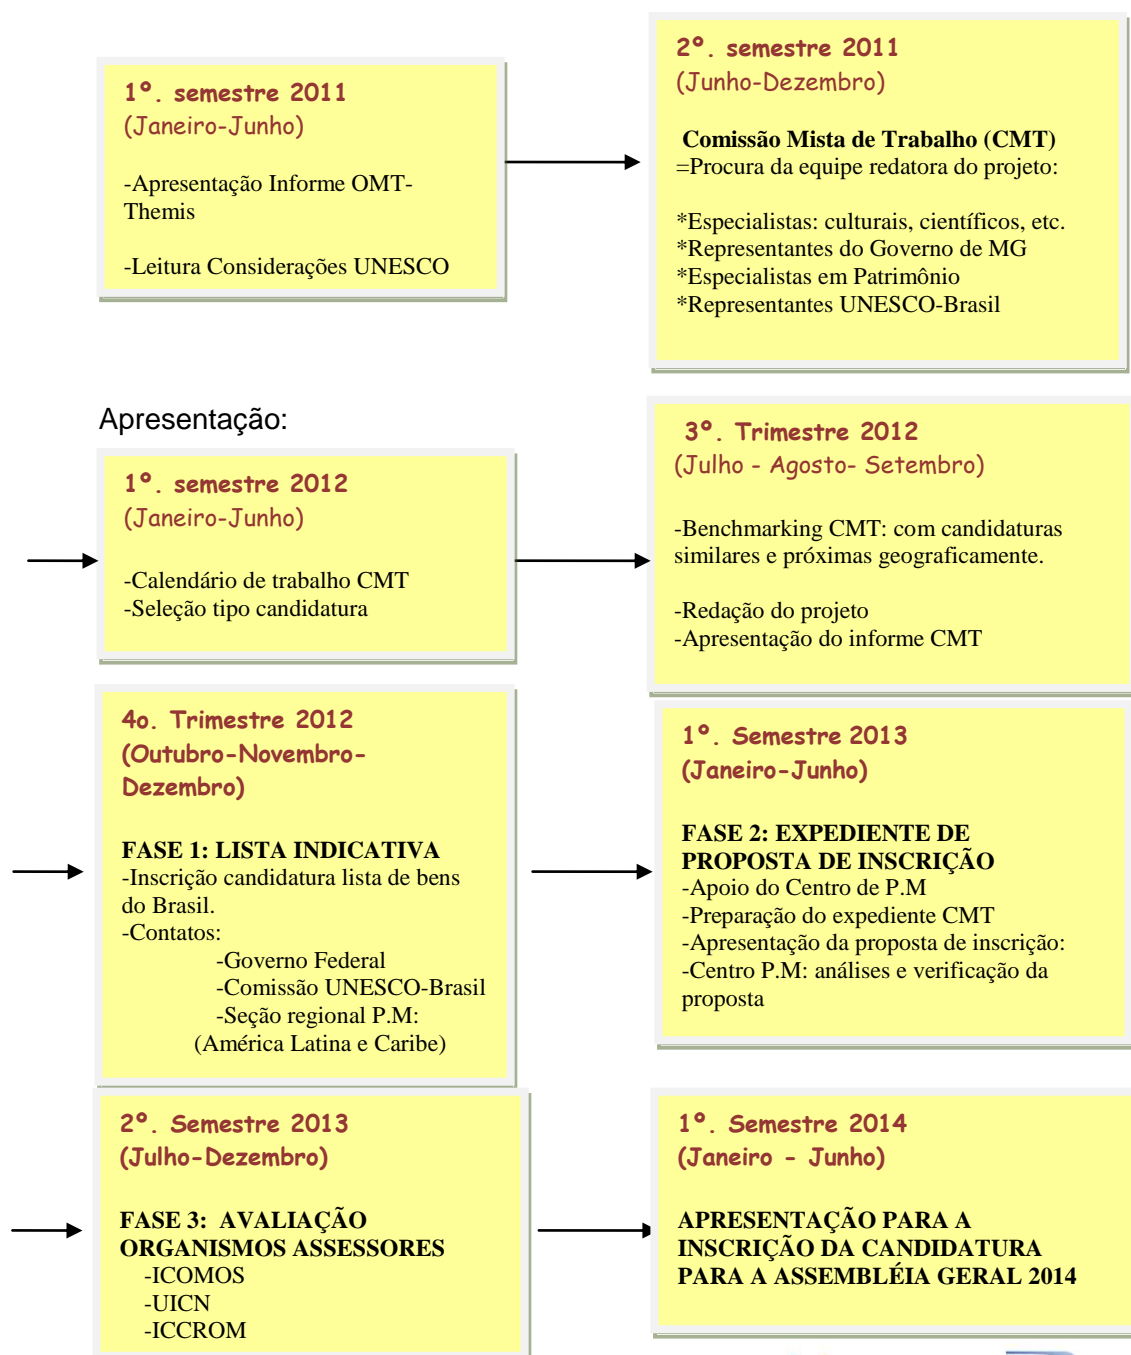 1º. semestre 2011
(Janeiro-Junho)
-Apresentação Informe OMT-
Themis
-Leitura Considerações UNESCO
2º. semestre 2011
(Junho-Dezembro)
Comissão Mista de Trabalho (CMT)
=Procura da equipe redatora do projeto:
*Especialistas: culturais, científicos, etc.
*Representantes do Governo de MG
*Especialistas em Patrimônio
*Representantes UNESCO-Brasil
Apresentação:
1º. semestre 2012
(Janeiro-Junho)
-Calendário de trabalho CMT
-Seleção tipo candidatura
3º. Trimestre 2012
(Julho - Agosto- Setembro)
-Benchmarking CMT: com candidaturas
similares e próximas geograficamente.
-Redação do projeto
-Apresentação do informe CMT
4o. Trimestre 2012
(Outubro-Novembro-
Dezembro)
FASE 1: LISTA INDICATIVA
-Inscrição candidatura lista de bens
do Brasil.
-Contatos:
-Governo Federal
-Comissão UNESCO-Brasil
-Seção regional P.M:
(América Latina e Caribe)
1º. Semestre 2013
(Janeiro-Junho)
FASE 2: EXPEDIENTE DE
PROPOSTA DE INSCRIÇÃO
-Apoio do Centro de P.M
-Preparação do expediente CMT
-Apresentação da proposta de inscrição:
-Centro P.M: análises e verificação da
proposta
2º. Semestre 2013
(Julho-Dezembro)
FASE 3: AVALIAÇÃO
ORGANISMOS ASSESSORES
-ICOMOS
-UICN
-ICCROM
1º. Semestre 2014
(Janeiro - Junho)
APRESENTAÇÃO PARA A
INSCRIÇÃO DA CANDIDATURA
PARA A ASSEMBLÉIA GERAL 2014